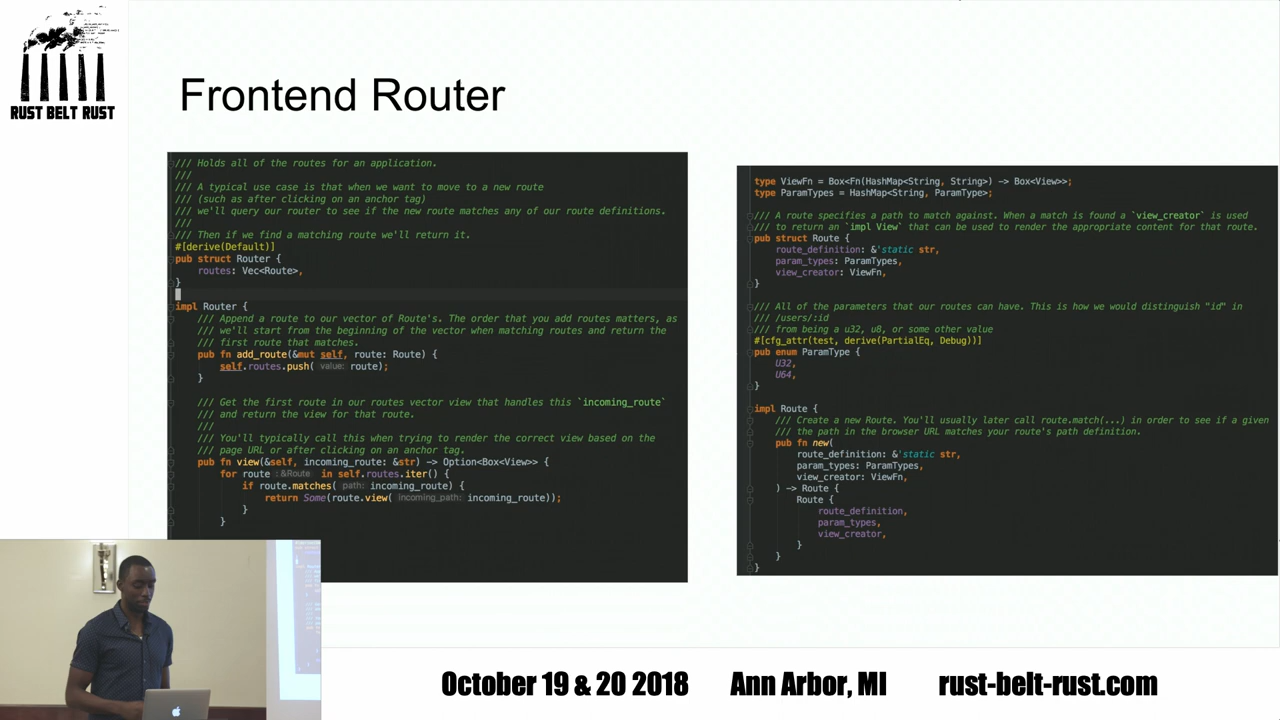 RUST BELT RUST
Frontend Router
/// Holds all of the routes for an application.
///
/// A typical use case is that when we want to move to a new route
/// (such as after clicking on an anchor tag)
/// we'll query our router to see if the new route matches any of our route definitions.
///
/// Then if we find a matching route we'll return it.
#[derive(Default)]
pub struct Router {
routes: Vec<Route>,
}
impl Router {
/// Append a route to our vector of Route's. The order that you add routes matters, as
/// we'll start from the beginning of the vector when matching routes and return the
/// first route that matches.
pub fn add_route(&mut self, route: Route) {
self.routes.push( value: route);
}
/// Get the first route in our routes vector view that handles this `incoming_route`
/// and return the view for that route.
///
/// You'll typically call this when trying to render the correct view based on the
/// page URL or after clicking on an anchor tag.
pub fn view(&self, incoming_route: &str) -> Option<Box<View>> {
for route :&Route in self.routes.iter() {
if route.matches( path: incoming_route) {
return Some(route.view( incoming_path: incoming_route));
}
}
type ViewFn = Box<Fn(HashMap<String, String>) -> Box<View>>;
type ParamTypes = HashMap<String, ParamType>;
/// A route specifies a path to match against. When a match is found a `view_creator` is used
/// to return an `impl View` that can be used to render the appropriate content for that route.
pub struct Route {
route_definition: &'static str,
param_types: ParamTypes,
view_creator: ViewFn,
}
/// All of the parameters that our routes can have. This is how we would distinguish "id" in
/// /users/:id
/// from being a u32, u8, or some other value
#[cfg_attr(test, derive(PartialEq, Debug))]
pub enum ParamType {
U32,
U64,
}
impl Route {
/// Create a new Route. You'll usually later call route.match(...) in order to see if a given
/// the path in the browser URL matches your route's path definition.
pub fn new(
route_definition: &'static str,
param_types: ParamTypes,
view_creator: ViewFn,
) -> Route {
Route {
route_definition,
param_types,
view_creator,
}
}
}
October 19 & 20 2018 Ann Arbor, MI rust-belt-rust.com